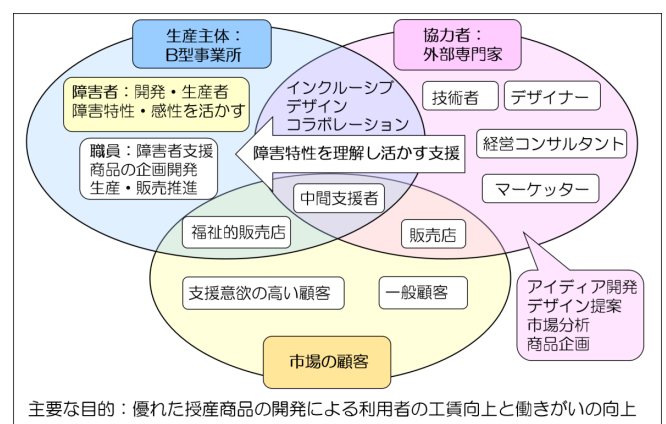 生産主体：
B型事業所
協力者：
外部専門家
障害者：開発・生産者
障害特性・感性を活かす
インクルーシブ
デザイン
コラボレーション
技術者
デザイナー
職員：障害者支援
商品の企画開発
生産・販売推進
障害特性を理解し活かす支援
経営コンサルタント
マーケッター
中間支援者
福祉的販売店
販売店
支援意欲の高い顧客
一般顧客
アイディア開発
デザイン提案
市場分析
商品企画
市場の顧客
主要な目的：優れた授産商品の開発による利用者の工賃向上と働きがいの向上